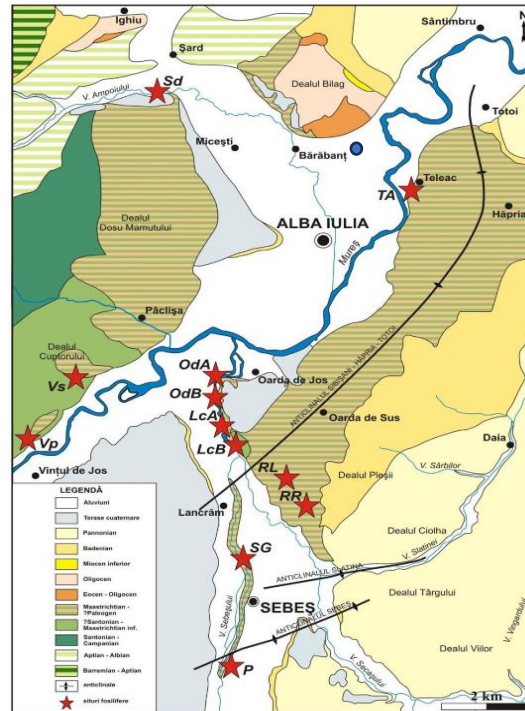 Ighiu
Şard
Sântimbru
N
V. Ampoiului
Sd
Dealul Bilag
Totoi
Miceşti
Bărăbanţ
Teleac
TA
Hăpria
Dealul
Dosu Mamutului
ALBA IULIA
Mureş
Pâclişa
ANTICLINALUL SIBIŞANI - HĂPRIA - TOTOI
Dealul
Cuptorului
Vs
OdA
Oarda de Jos
OdB
LcA
Oarda de Sus
Vp
LcB
Daia
Vinţul de Jos
RL
Dealul Pleşii
V. Sârbilor
RR
Lancrăm
LEGENDĂ
Aluviuni
Terase cuaternare
Pannonian
Badenian
Miocen inferior
Oligocen
Eocen - Oligocen
Maastrichtian -
?Paleogen
?Santonian -
Maastrichtian inf.
Santonian -
Campanian
Aptian - Albian
Barremian - Aptian
anticlinale
situri fosilifere
Dealul Ciolha
V. Slatinei
SG
ANTICLINALUL SLATINA
SEBEŞ
Dealul Târgului
ANTICLINALUL SEBEŞ
V. Sebeşului
Dealul Viilor
V. Vingardului
P
V. Secaşului
2 km